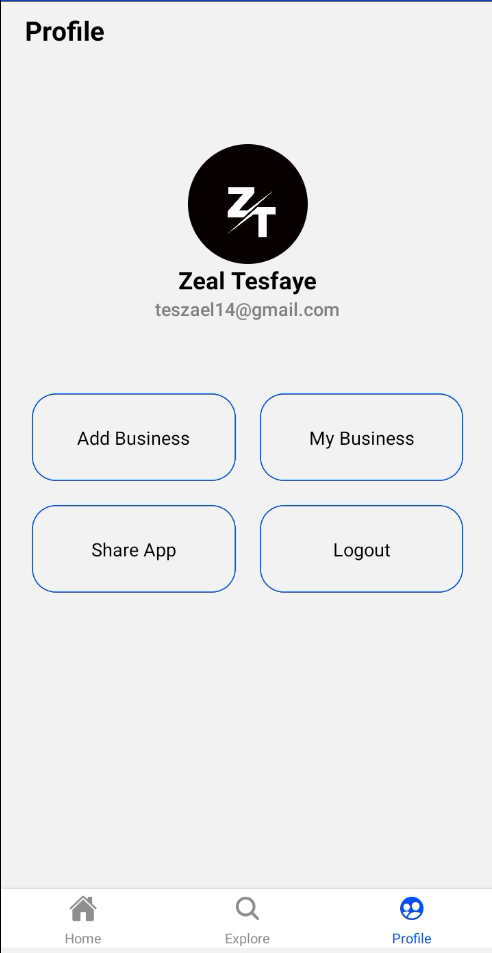 Profile
ZT
Zeal Tesfaye
teszael14@gmail.com
Add Business
My Business
Share App
Logout
Home
Explore
Profile